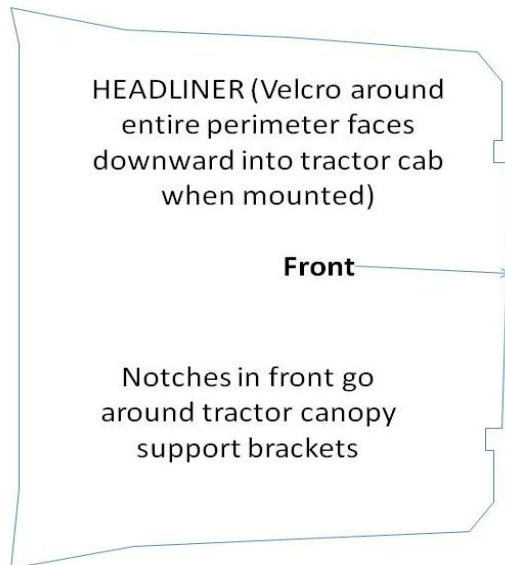 HEADLINER (Velcro around
entire perimeter faces
downward into tractor cab
when mounted)
Front
Notches in front go
around tractor canopy
support brackets